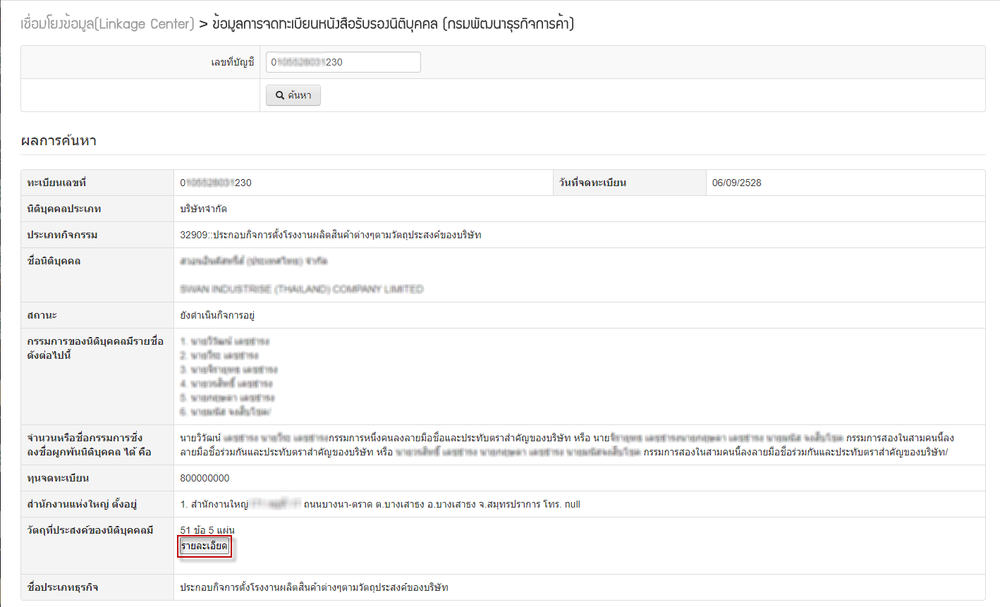 เชื่อมโยงข้อมูล(Linkage Center) > ข้อมูลการจดทะเบียนหนังสือรับรองนิติบุคคล (กรมพัฒนาธุรกิจการค้า)
เลขที่บัญชี 0105528031230
ค้นหา
ผลการค้นหา
ทะเบียนเลขที่ 0105528031230 วันที่จดทะเบียน 06/09/2528
นิติบุคคลประเภท บริษัทจำกัด
ประเภทกิจกรรม 32909::ประกอบกิจการตั้งโรงงานผลิตสินค้าต่างๆตามวัตถุประสงค์ของบริษัท
ชื่อนิติบุคคล
SWAN INDUSTRISE (THAILAND) COMPANY LIMITED
สถานะ ยังดำเนินกิจการอยู่
กรรมการของนิติบุคคลมีรายชื่อ
ดังต่อไปนี้
1.
2.
3.
4.
5.
6.
จำนวนหรือชื่อกรรมการซึ่ง นายวิวัฒน์ กรรมการหนึ่งคนลงลายมือชื่อและประทับตราสำคัญของบริษัท หรือ นาย กรรมการสองในสามคนนี้ลง
ลงชื่อผูกพันนิติบุคคล ได้ คือ ลายมือชื่อร่วมกันและประทับตราสำคัญของบริษัท หรือ กรรมการสองในสามคนนี้ลงลายมือชื่อร่วมกันและประทับตราสำคัญของบริษัท/
ทุนจดทะเบียน 800000000
สำนักงานแห่งใหญ่ ตั้งอยู่ 1. สำนักงานใหญ่ ถนนบางนา-ตราด ต.บางเสาธง อ.บางเสาธง จ.สมุทรปราการ โทร. null
วัตถุที่ประสงค์ของนิติบุคคลมี 51 ข้อ 5 แผ่น
รายละเอียด
ชื่อประเภทธุรกิจ ประกอบกิจการตั้งโรงงานผลิตสินค้าต่างๆตามวัตถุประสงค์ของบริษัท